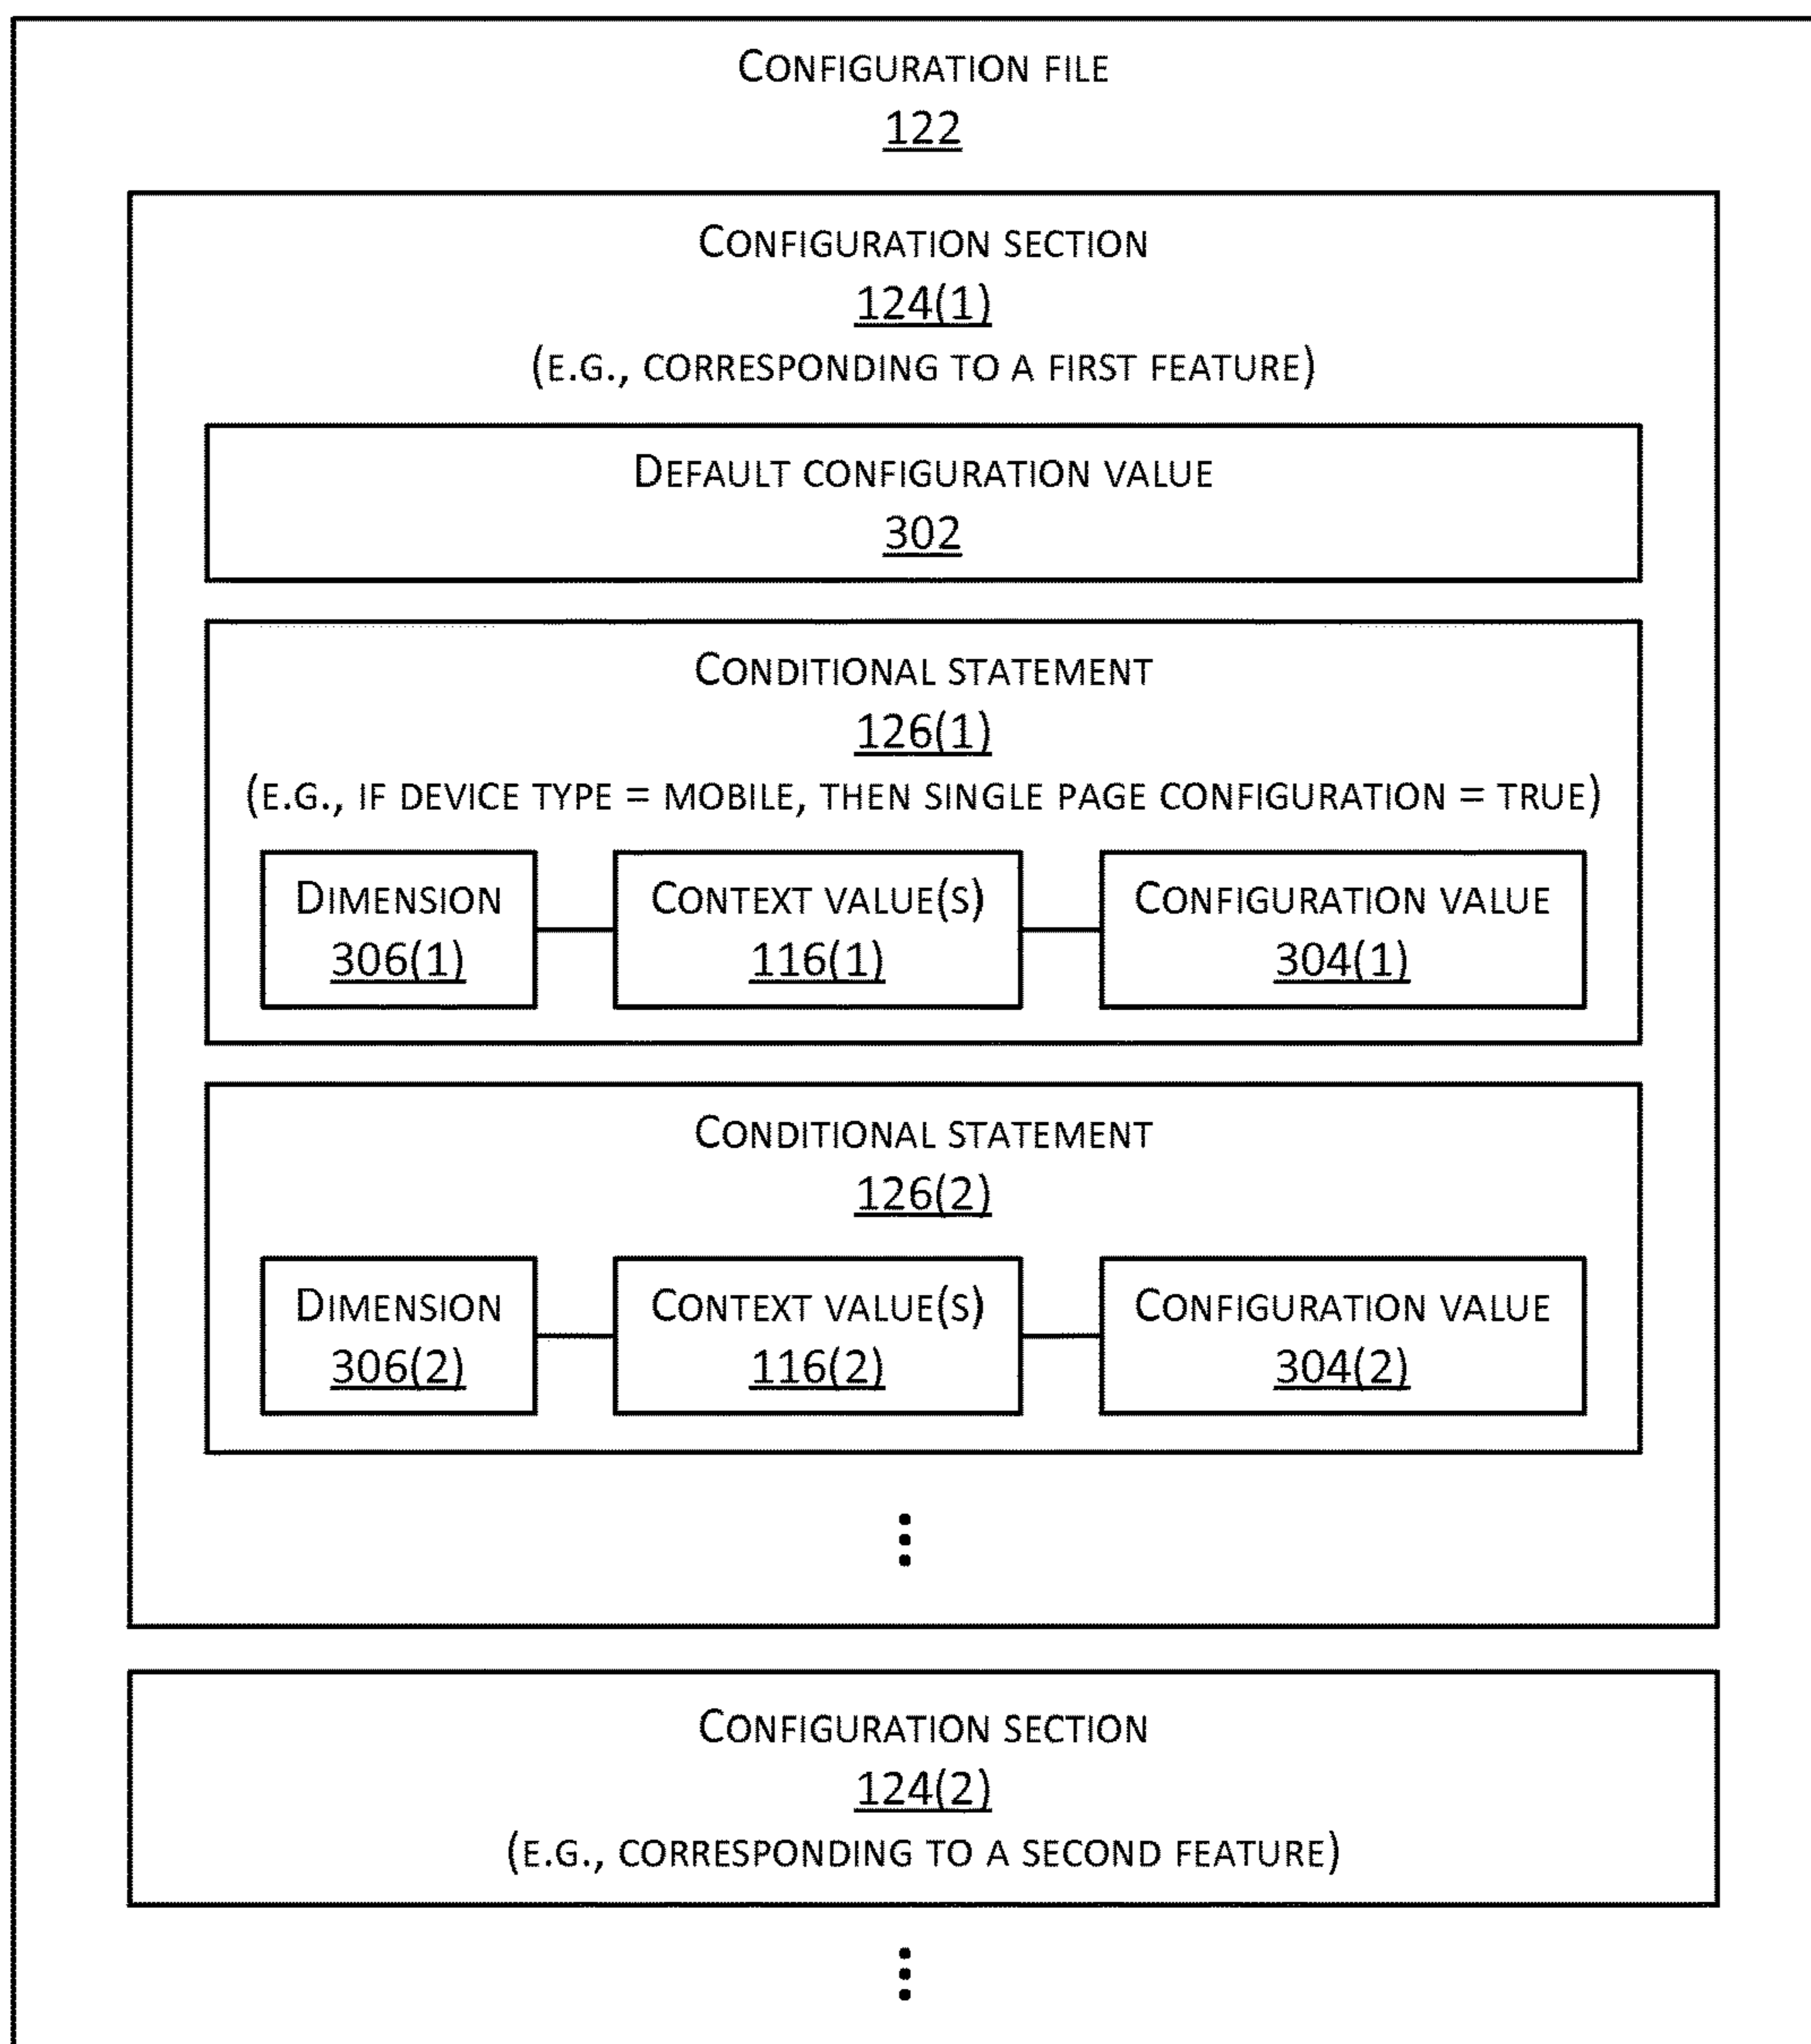 CONFIGURATION FILE
122
CONFIGURATION SECTION
124(1)
(E.G., CORRESPONDING TO A FIRST FEATURE)
DEFAULT CONFIGURATION VALUE
302
CONDITIONAL STATEMENT
126(1)
(E.G., IF DEVICE TYPE = MOBILE, THEN SINGLE PAGE CONFIGURATION = TRUE)
DIMENSION
306(1)
CONTEXT VALUE(S)
116(1)
CONFIGURATION VALUE
304(1)
CONDITIONAL STATEMENT
126(2)
DIMENSION
306(2)
CONTEXT VALUE(S)
116(2)
CONFIGURATION VALUE
304(2)
CONFIGURATION SECTION
124(2)
(E.G., CORRESPONDING TO A SECOND FEATURE)